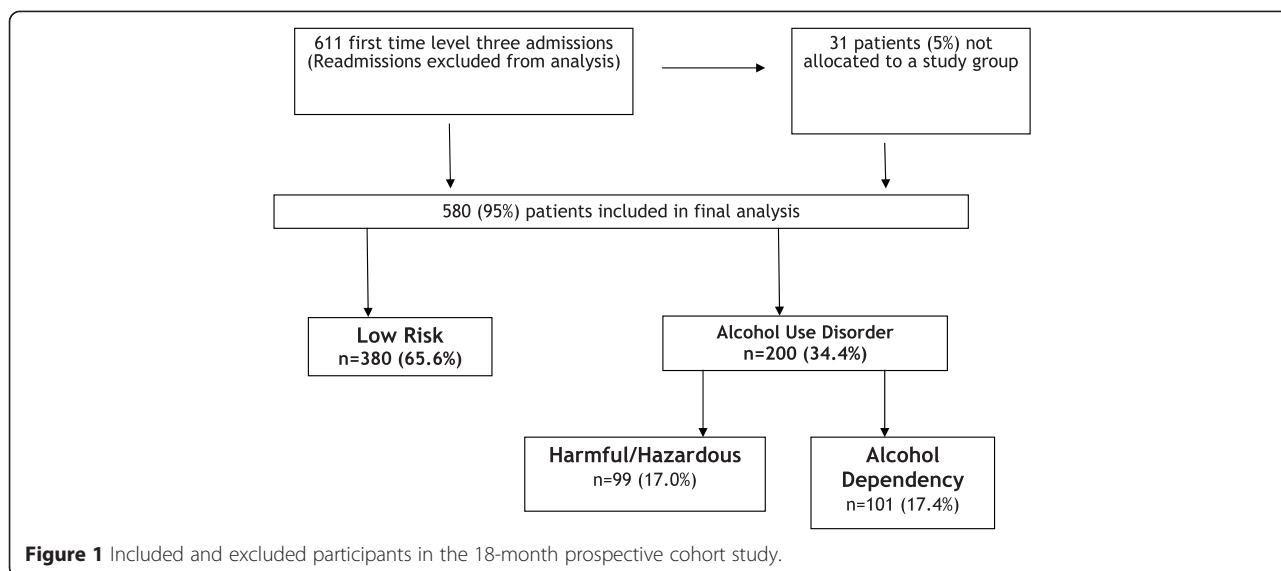 611 first time level three admissions
(Readmissions excluded from analysis)
31 patients (5%) not
allocated to a study group
580 (95%) patients included in final analysis
Low Risk
n=380 (65.6%)
Alcohol Use Disorder
n=200 (34.4%)
Harmful/Hazardous
n=99 (17.0%)
Alcohol
Dependency
n=101 (17.4%)
Figure 1 Included and excluded participants in the 18-month prospective cohort study.